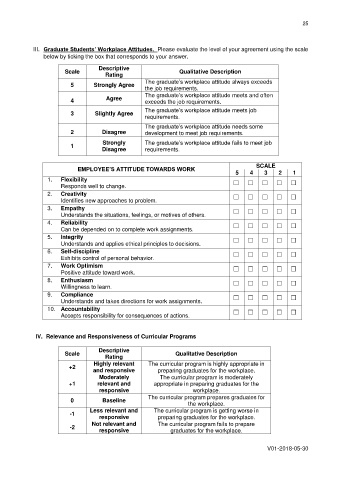 25
III. Graduate Students' Workplace Attitudes. Please evaluate the level of your agreement using the scale
below by ticking the box that corresponds to your answer.
Scale Descriptive Rating Qualitative Description
5 Strongly Agree The graduate's workplace attitude always exceeds
the job requirements.
4 Agree The graduate's workplace attitude meets and often
exceeds the job requirements.
3 Slightly Agree The graduate's workplace attitude meets job
requirements.
2 Disagree The graduate's workplace attitude needs some
development to meet job requirements.
1 Strongly Disagree The graduate's workplace attitude fails to meet job
requirements.
EMPLOYEE'S ATTITUDE TOWARDS WORK SCALE
5 4 3 2 1
1. Flexibility
Responds well to change. ☐ ☐ ☐ ☐ ☐
2. Creativity
Identifies new approaches to problem. ☐ ☐ ☐ ☐ ☐
3. Empathy
Understands the situations, feelings, or motives of others. ☐ ☐ ☐ ☐ ☐
4. Reliability
Can be depended on to complete work assignments. ☐ ☐ ☐ ☐ ☐
5. Integrity
Understands and applies ethical principles to decisions. ☐ ☐ ☐ ☐ ☐
6. Self-discipline
Exhibits control of personal behavior. ☐ ☐ ☐ ☐ ☐
7. Work Optimism
Positive attitude toward work. ☐ ☐ ☐ ☐ ☐
8. Enthusiasm
Willingness to learn. ☐ ☐ ☐ ☐ ☐
9. Compliance
Understands and takes directions for work assignments. ☐ ☐ ☐ ☐ ☐
10. Accountability
Accepts responsibility for consequences of actions. ☐ ☐ ☐ ☐ ☐
IV. Relevance and Responsiveness of Curricular Programs
Scale Descriptive Rating Qualitative Description
+2 Highly relevant and responsive The curricular program is highly appropriate in
preparing graduates for the workplace.
+1 Moderately relevant and responsive The curricular program is moderately
appropriate in preparing graduates for the
workplace.
0 Baseline The curricular program prepares graduates for
the workplace.
-1 Less relevant and responsive The curricular program is getting worse in
preparing graduates for the workplace.
-2 Not relevant and responsive The curricular program fails to prepare
graduates for the workplace.
V01-2018-05-30